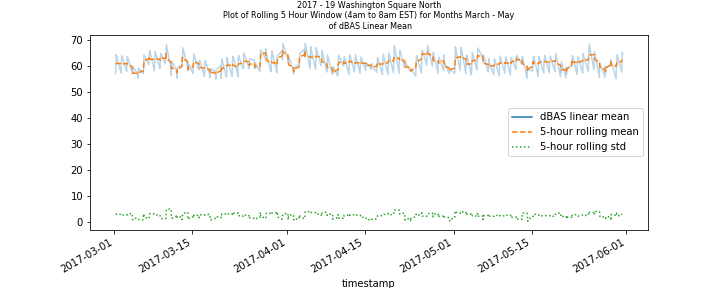 2017 - 19 Washington Square North
Plot of Rolling 5 Hour Window (4am to 8am EST) for Months March - May
of dBAS Linear Mean
70
60
50
40
30
20
10
0
dBAS linear mean
5-hour rolling mean
5-hour rolling std
2017-03-01
2017-03-15
2017-04-01
2017-04-15
2017-05-01
2017-05-15
2017-06-01
timestamp